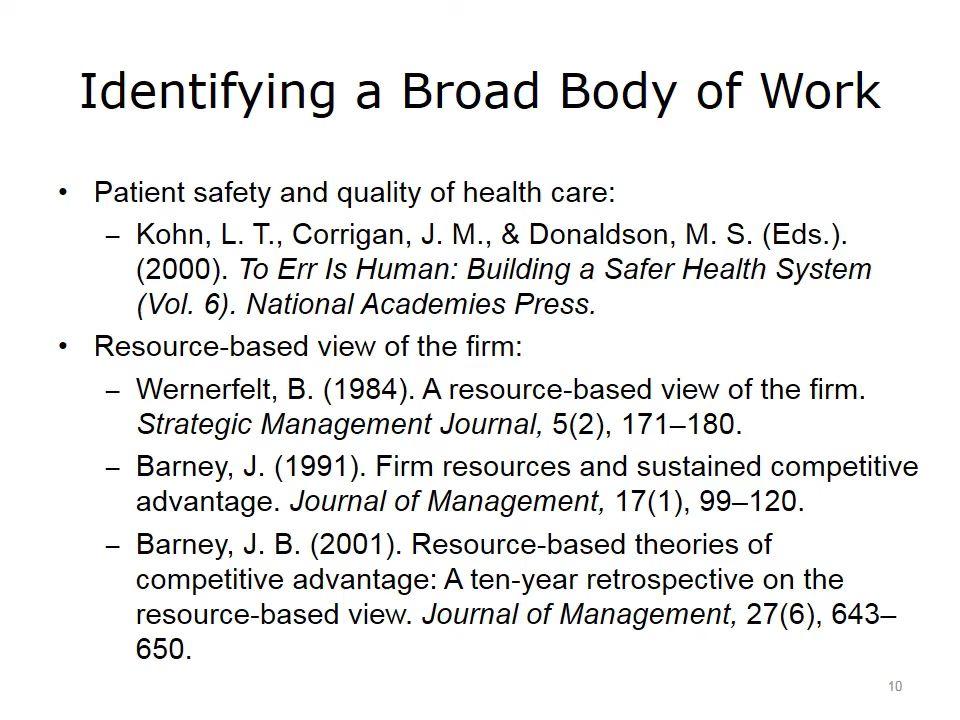 Identifying a Broad Body of Work
• Patient safety and quality of health care:
– Kohn, L. T., Corrigan, J. M., & Donaldson, M. S. (Eds.).
(2000). To Err Is Human: Building a Safer Health System
(Vol. 6). National Academies Press.
• Resource-based view of the firm:
– Wernerfelt, B. (1984). A resource-based view of the firm.
Strategic Management Journal, 5(2), 171–180.
– Barney, J. (1991). Firm resources and sustained competitive
advantage. Journal of Management, 17(1), 99–120.
– Barney, J. B. (2001). Resource-based theories of
competitive advantage: A ten-year retrospective on the
resource-based view. Journal of Management, 27(6), 643–
650.
10